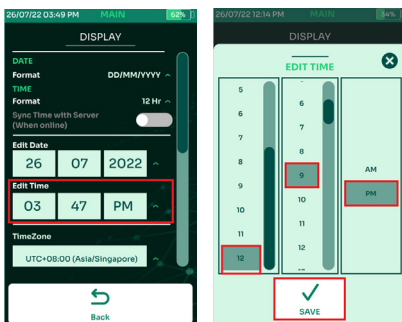 26/07/22 03:49 PM MAIN 62%
DISPLAY
DATE
Format DD/MM/YYYY
TIME
Format 12 Hr
Sync Time with Server
(When online)
Edit Date
26 07 2022
Edit Time
03 47 PM
TimeZone
UTC+08:00 (Asia/Singapore)
Back
26/07/22 12:14 PM MAIN 54%
DISPLAY
EDIT TIME
5
6
7
8
9
10
11
12
6
7
8
9
10
11
12
AM
PM
SAVE